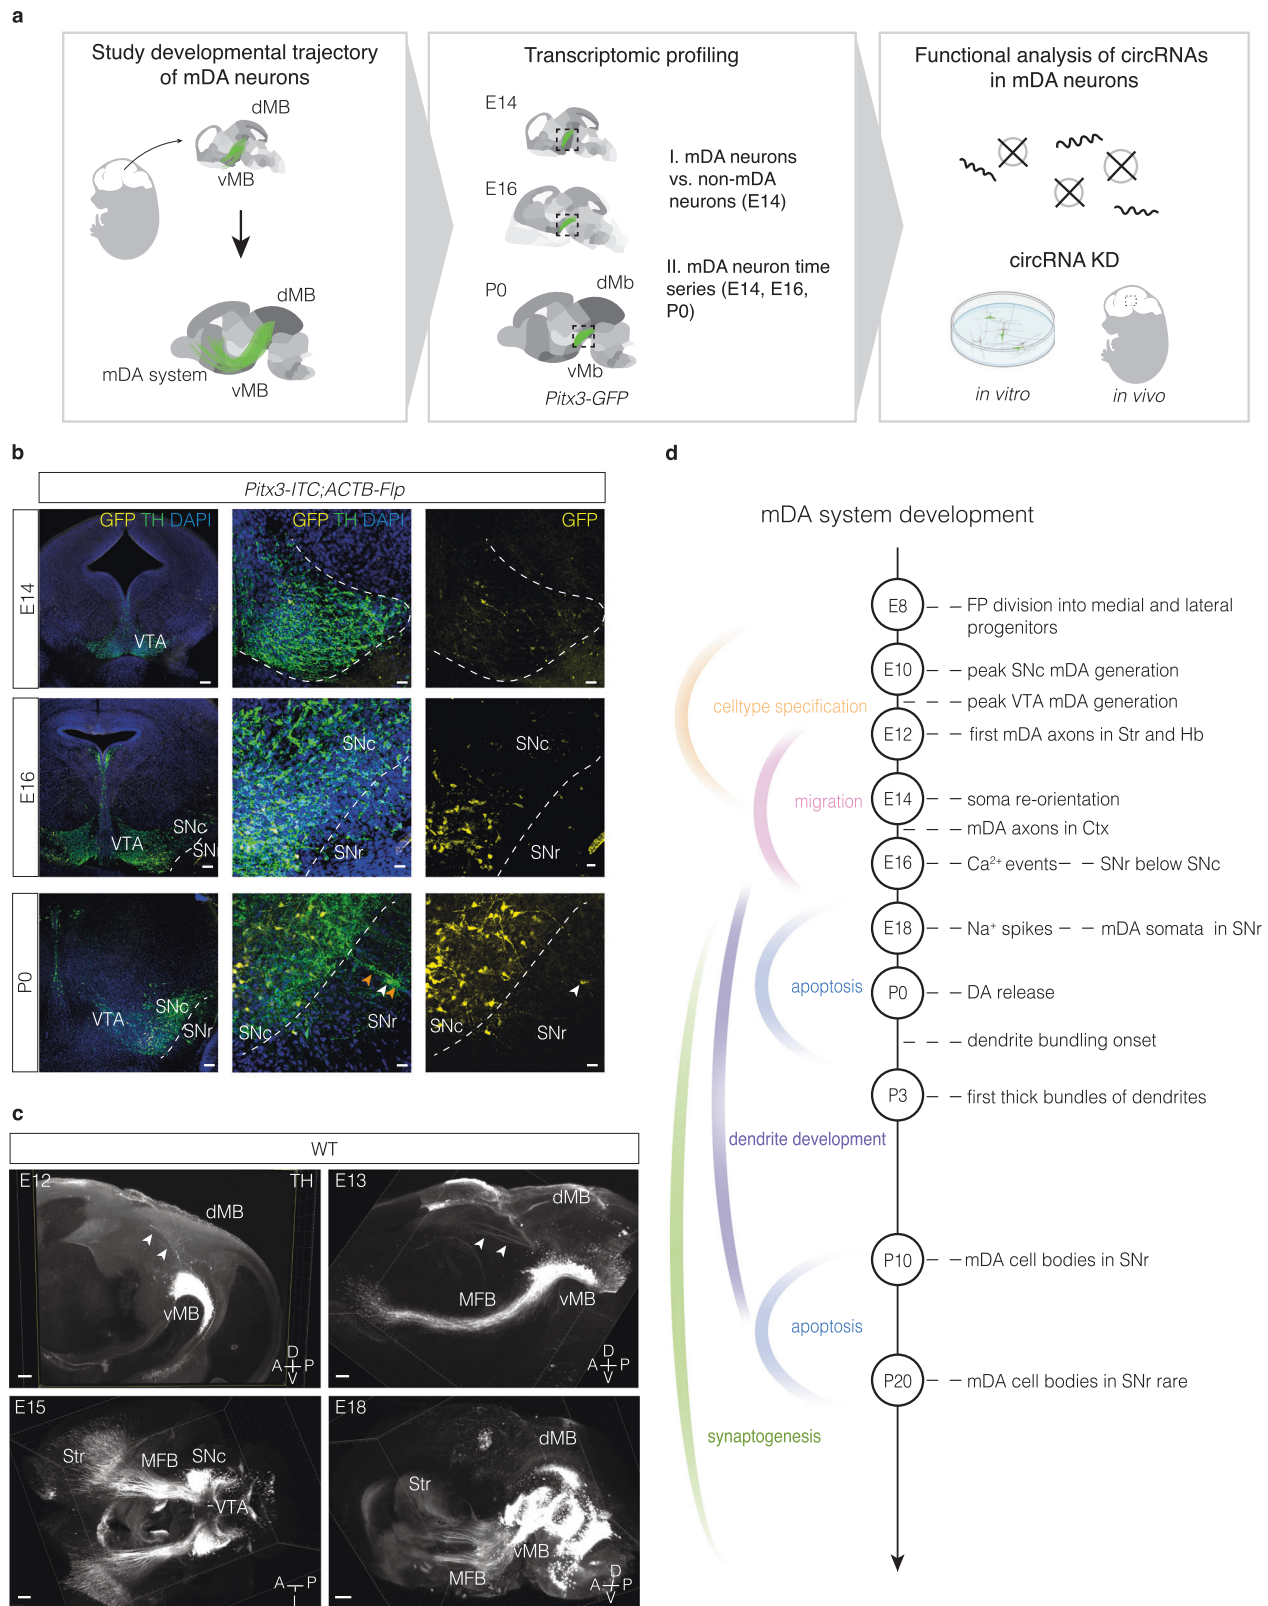 a
Study developmental trajectory
of mDA neurons
dMB
vMB
dMB
mDA system
vMB
Transcriptomic profiling
E14
E16
P0
dMb
vMb
Pitx3-GFP
I. mDA neurons
vs. non-mDA
neurons (E14)
II. mDA neuron time
series (E14, E16,
P0)
Functional analysis of circRNAs
in mDA neurons
circRNA KD
in vitro
in vivo
b
Pitx3-ITC;ACTB-Flp
E14
GFP TH DAPI
VTA
GFP TH DAPI
GFP
E16
VTA
SNc
SNr
SNc
SNr
SNc
SNr
P0
VTA
SNc
SNr
SNc
SNr
SNc
SNr
c
WT
E12
TH
dMB
vMB
D
A P
V
E13
dMB
MFB
vMB
D
A P
V
E15
Str
MFB
SNc
VTA
A P
E18
dMB
Str
vMB
MFB
D
A P
V
d
mDA system development
E8
FP division into medial and lateral
progenitors
E10
peak SNc mDA generation
peak VTA mDA generation
celltype specification
E12
first mDA axons in Str and Hb
migration
E14
soma re-orientation
mDA axons in Ctx
E16
Ca²⁺ events
SNr below SNc
E18
Na⁺ spikes
mDA somata in SNr
apoptosis
P0
DA release
dendrite bundling onset
P3
first thick bundles of dendrites
dendrite development
P10
mDA cell bodies in SNr
apoptosis
P20
mDA cell bodies in SNr rare
synaptogenesis